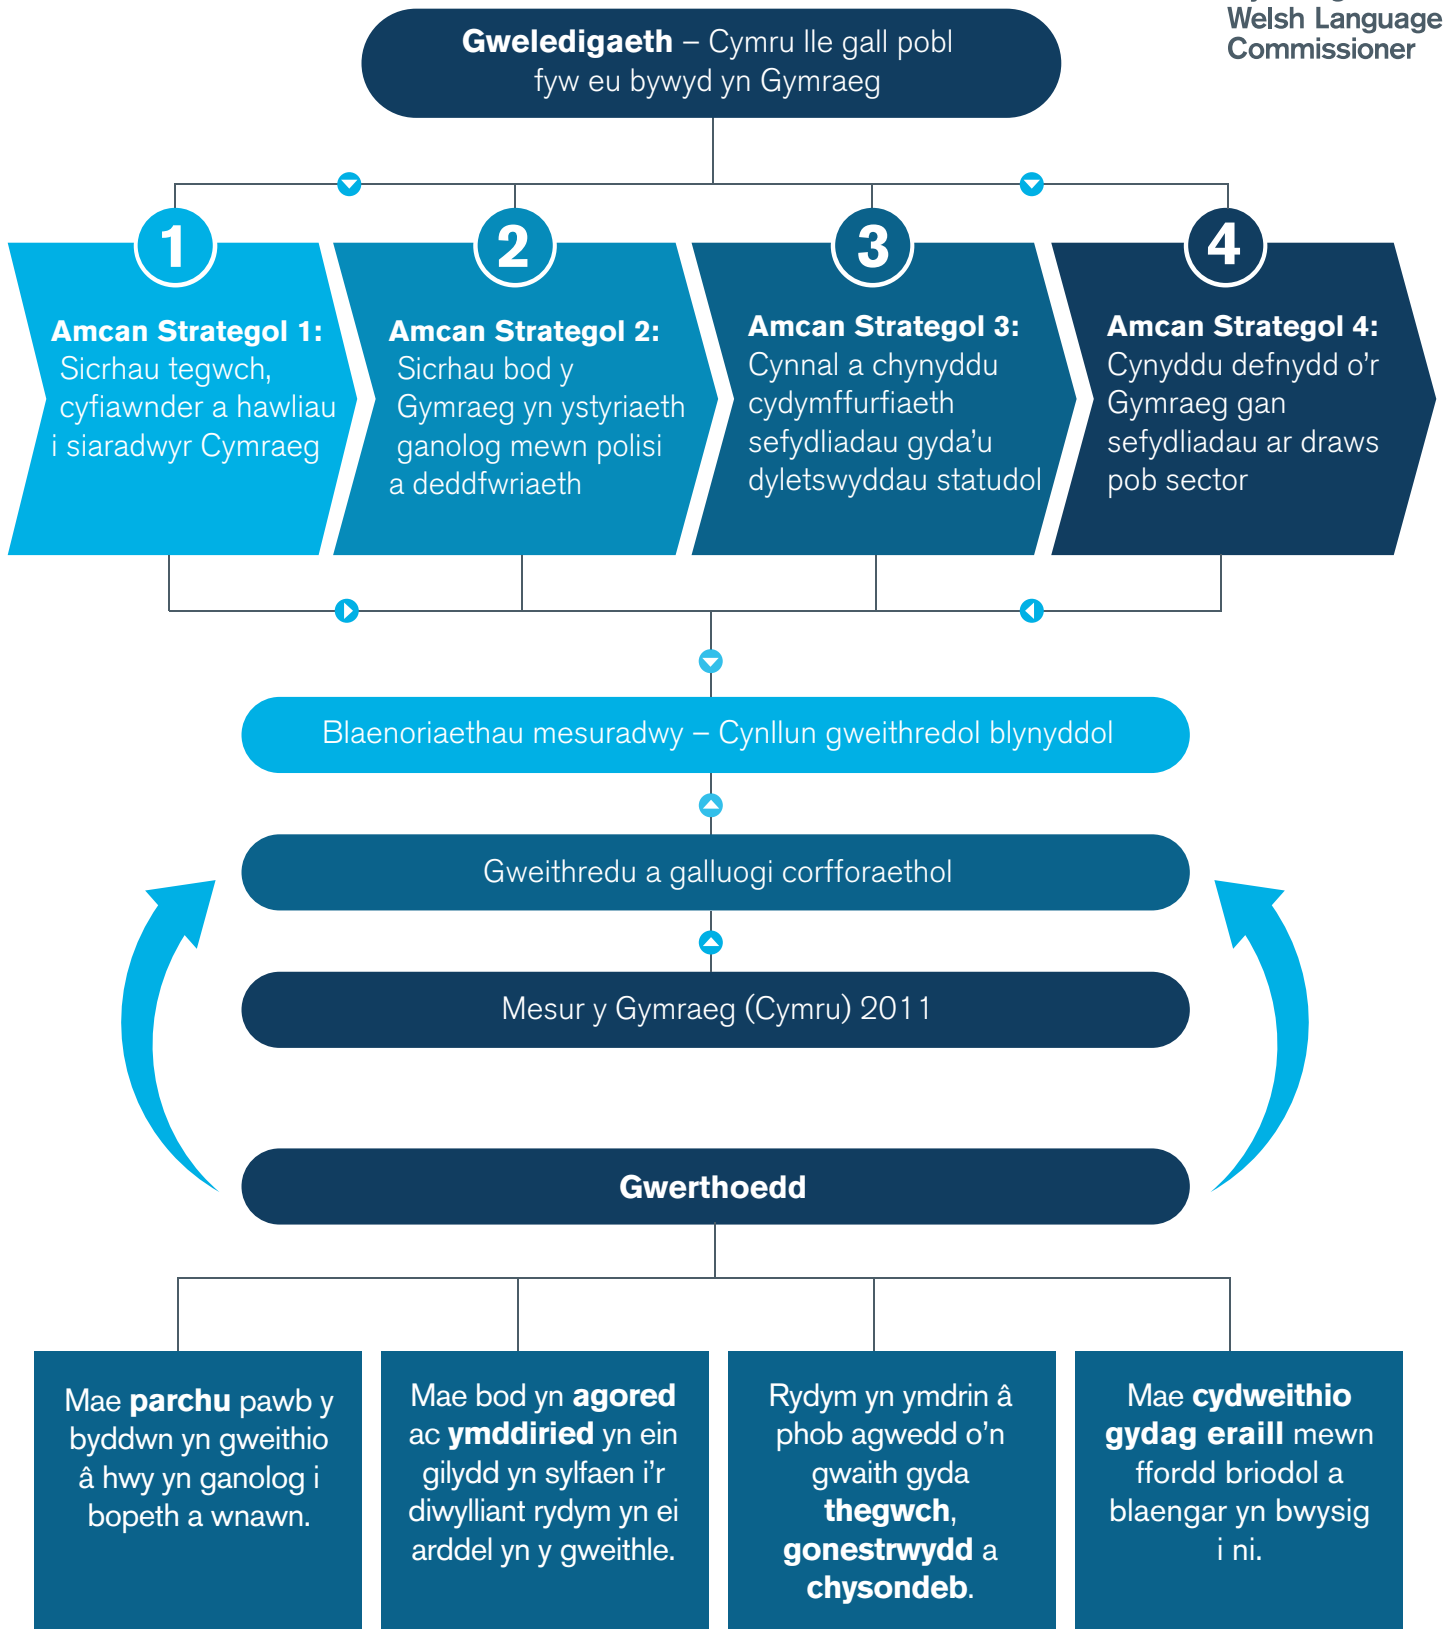 Welsh Language
Commissioner
Gweledigaeth – Cymru lle gall pobl
fyw eu bywyd yn Gymraeg
1
Amcan Strategol 1:
Sicrhau tegwch,
cyfiawnder a hawliau
i siaradwyr Cymraeg
2
Amcan Strategol 2:
Sicrhau bod y
Gymraeg yn ystyriaeth
ganolog mewn polisi
a deddfwriaeth
3
Amcan Strategol 3:
Cynnal a chynyddu
cydymffurfiaeth
sefydliadau gyda’u
dyletswyddau statudol
4
Amcan Strategol 4:
Cynyddu defnydd o’r
Gymraeg gan
sefydliadau ar draws
pob sector
Blaenoriaethau mesuradwy – Cynllun gweithredol blynyddol
Gweithredu a galluogi corfforaethol
Mesur y Gymraeg (Cymru) 2011
Gwerthoedd
Mae parchu pawb y
byddwn yn gweithio
â hwy yn ganolog i
bopeth a wnawn.
Mae bod yn agored
ac ymddiried yn ein
gilydd yn sylfaen i’r
diwylliant rydym yn ei
arddel yn y gweithle.
Rydym yn ymdrin â
phob agwedd o’n
gwaith gyda
thegwch,
gonestrwydd a
chysondeb.
Mae cydweithio
gydag eraill mewn
ffordd briodol a
blaengar yn bwysig
i ni.